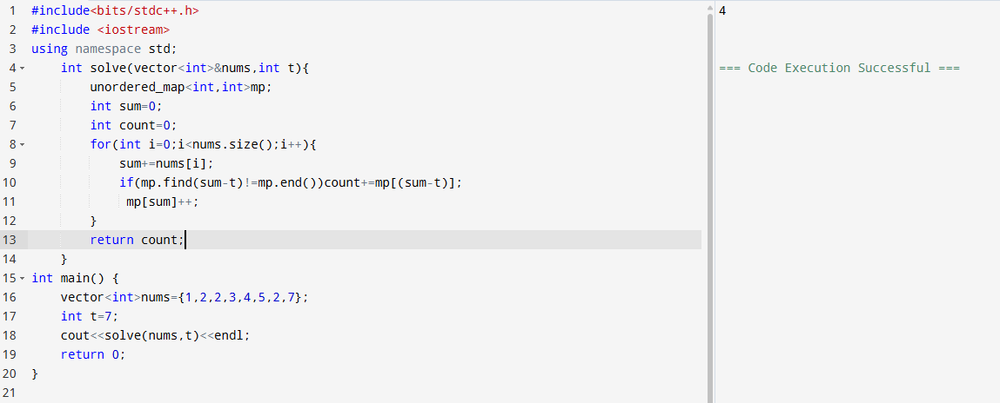 1 #include<bits/stdc++.h>
2 #include <iostream>
3 using namespace std;
4 int solve(vector<int>&nums,int t){
5 unordered_map<int,int>mp;
6 int sum=0;
7 int count=0;
8 for(int i=0;i<nums.size();i++){
9 sum+=nums[i];
10 if(mp.find(sum-t)!=mp.end())count+=mp[(sum-t)];
11 mp[sum]++;
12 }
13 return count;
14 }
15 int main() {
16 vector<int>nums={1,2,2,3,4,5,2,7};
17 int t=7;
18 cout<<solve(nums,t)<<endl;
19 return 0;
20 }
21
4
=== Code Execution Successful ===